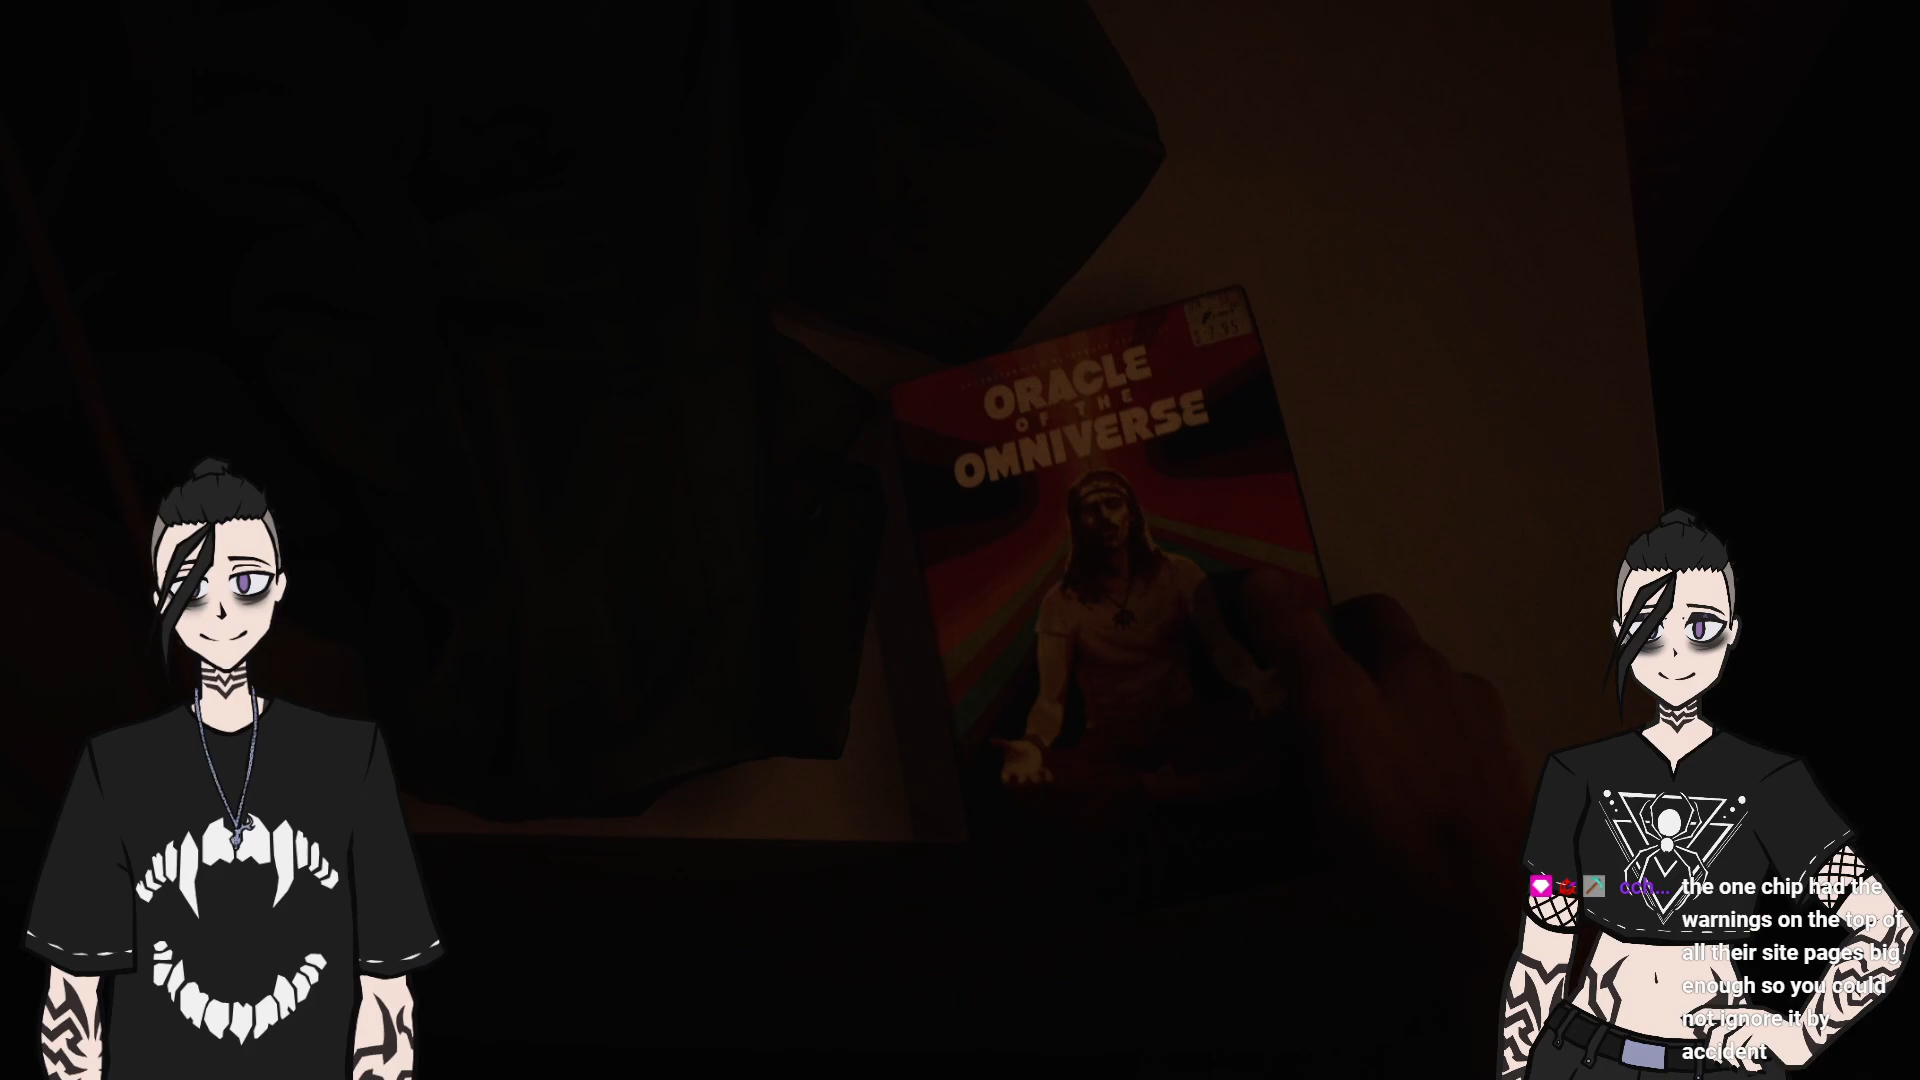 ORACLE
OF THE
OMNIVERSE
cch... the one chip had the
warnings on the top of
all their site pages big
enough so you could
not ignore it by
accident